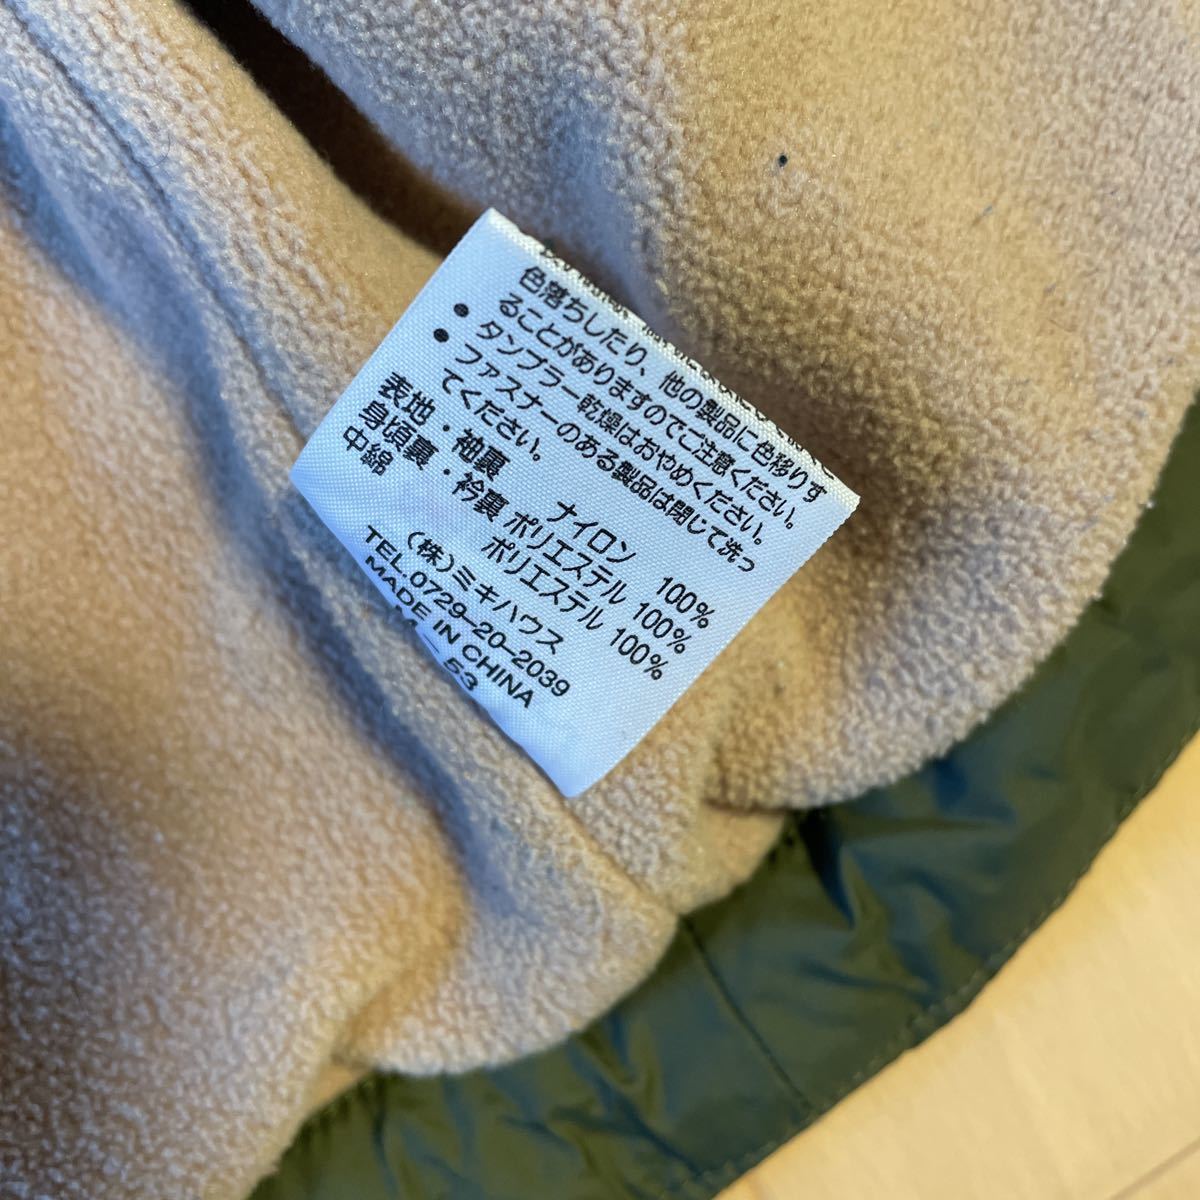 色落ちしたり、他の製品に色移りす
ることがありますのでご注意ください。
● タンブラー乾燥はおやめください。
● ファスナーのある製品は閉じて洗っ
てください。
表地・袖裏 ナイロン 100%
身頃裏・衿裏 ポリエステル 100%
中綿 ポリエステル 100%
(株)ミキハウス
TEL.0729-20-2039
MADE IN CHINA